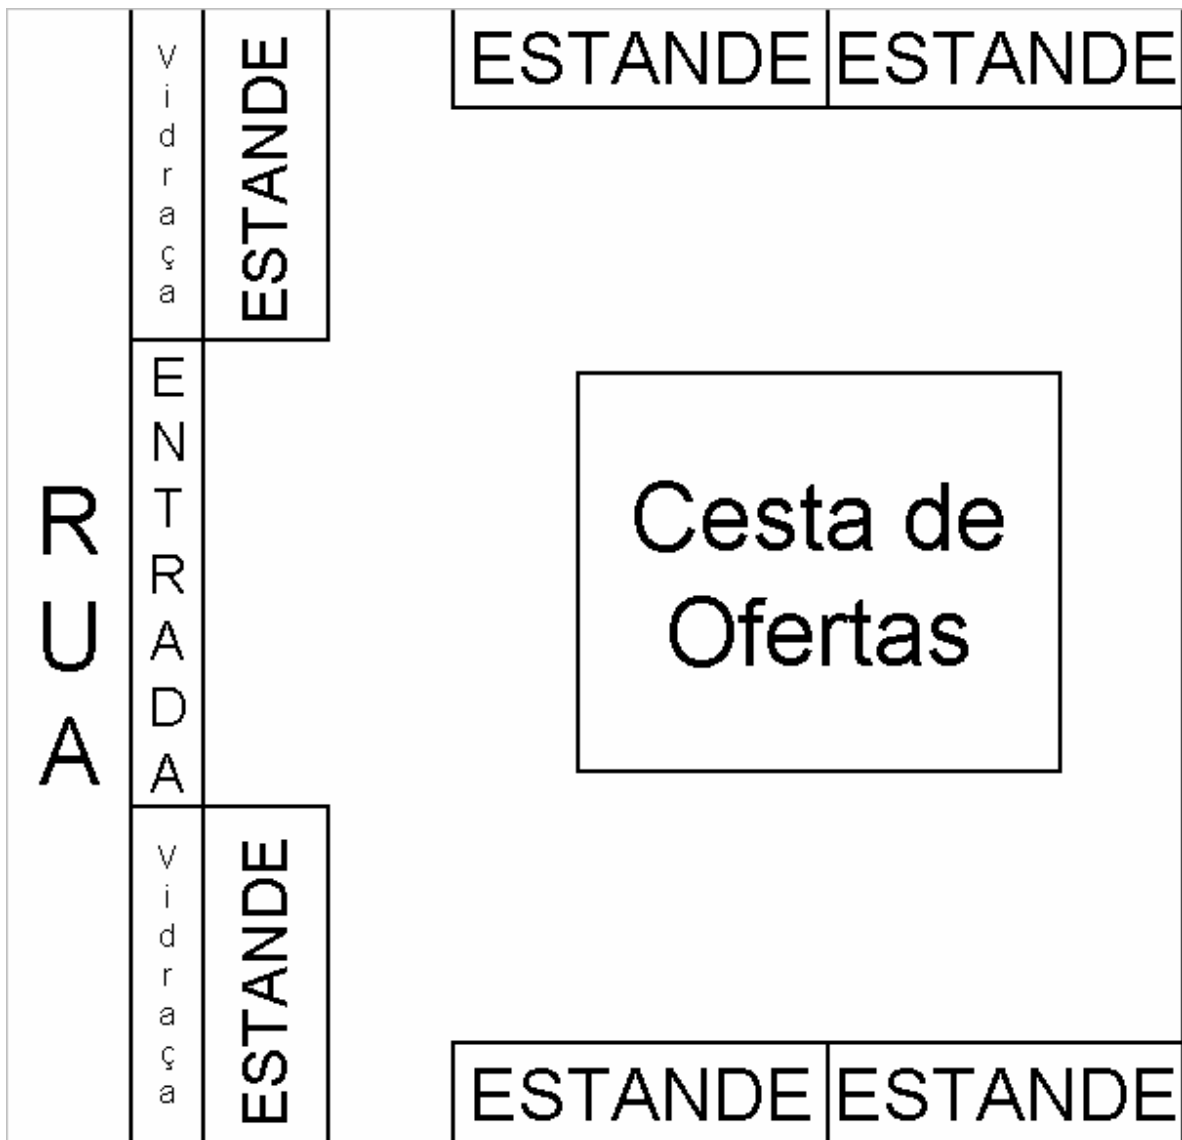 Vidraça
ESTANDE
ESTANDE ESTANDE
RUA
ENTRADA
Cesta de
Ofertas
Vidraça
ESTANDE
ESTANDE ESTANDE